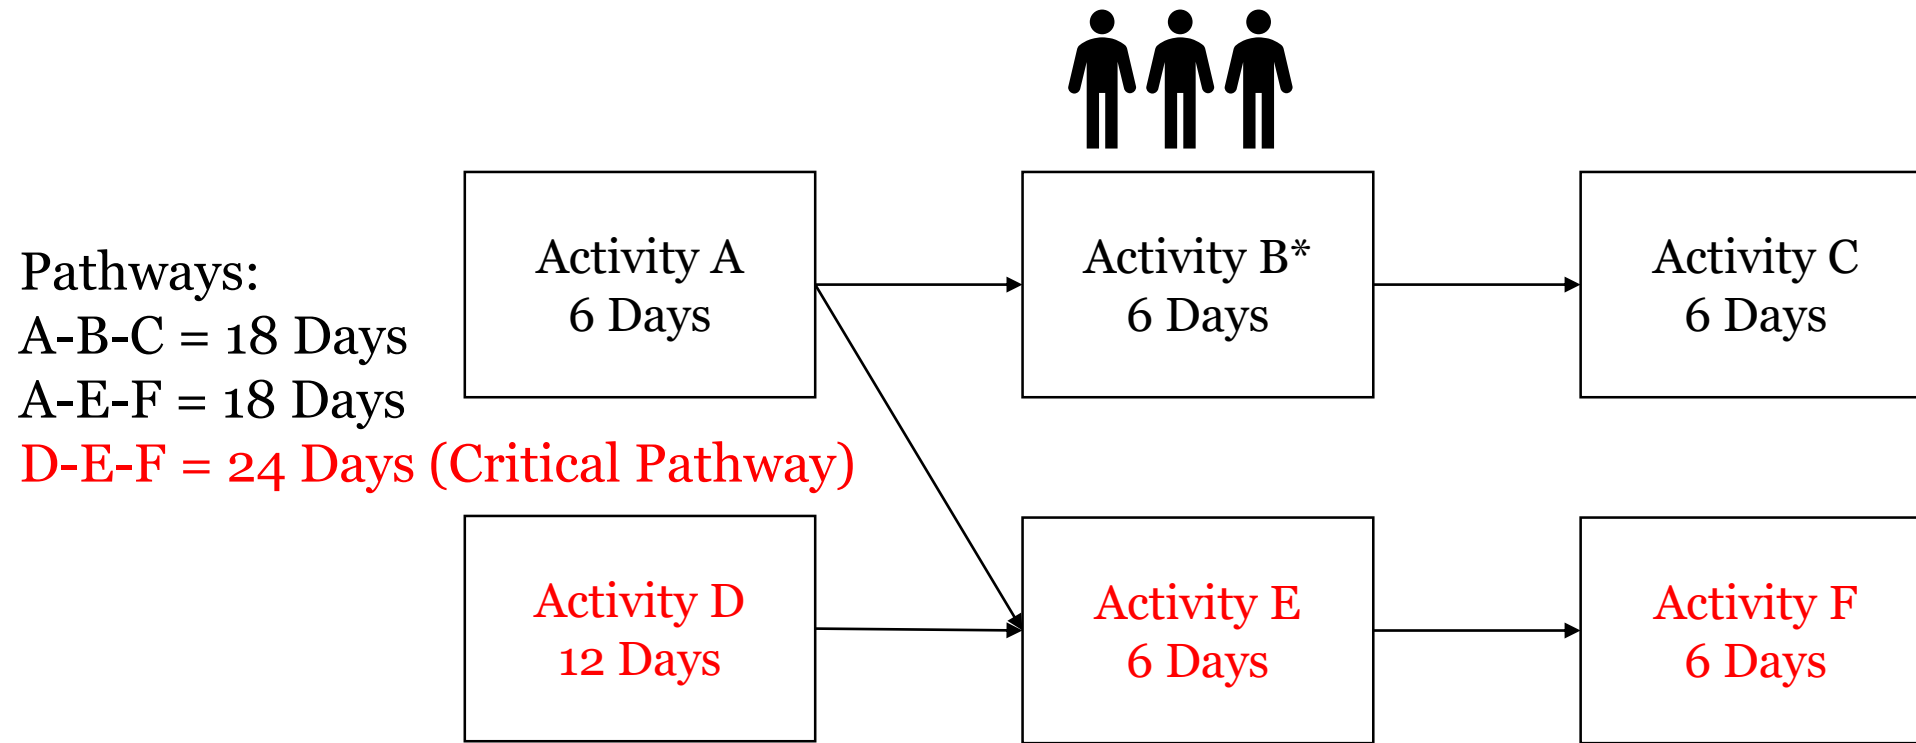 Pathways:
A-B-C = 18 Days
A-E-F = 18 Days
D-E-F = 24 Days (Critical Pathway)
Activity A
6 Days
Activity B*
6 Days
Activity C
6 Days
Activity D
12 Days
Activity E
6 Days
Activity F
6 Days